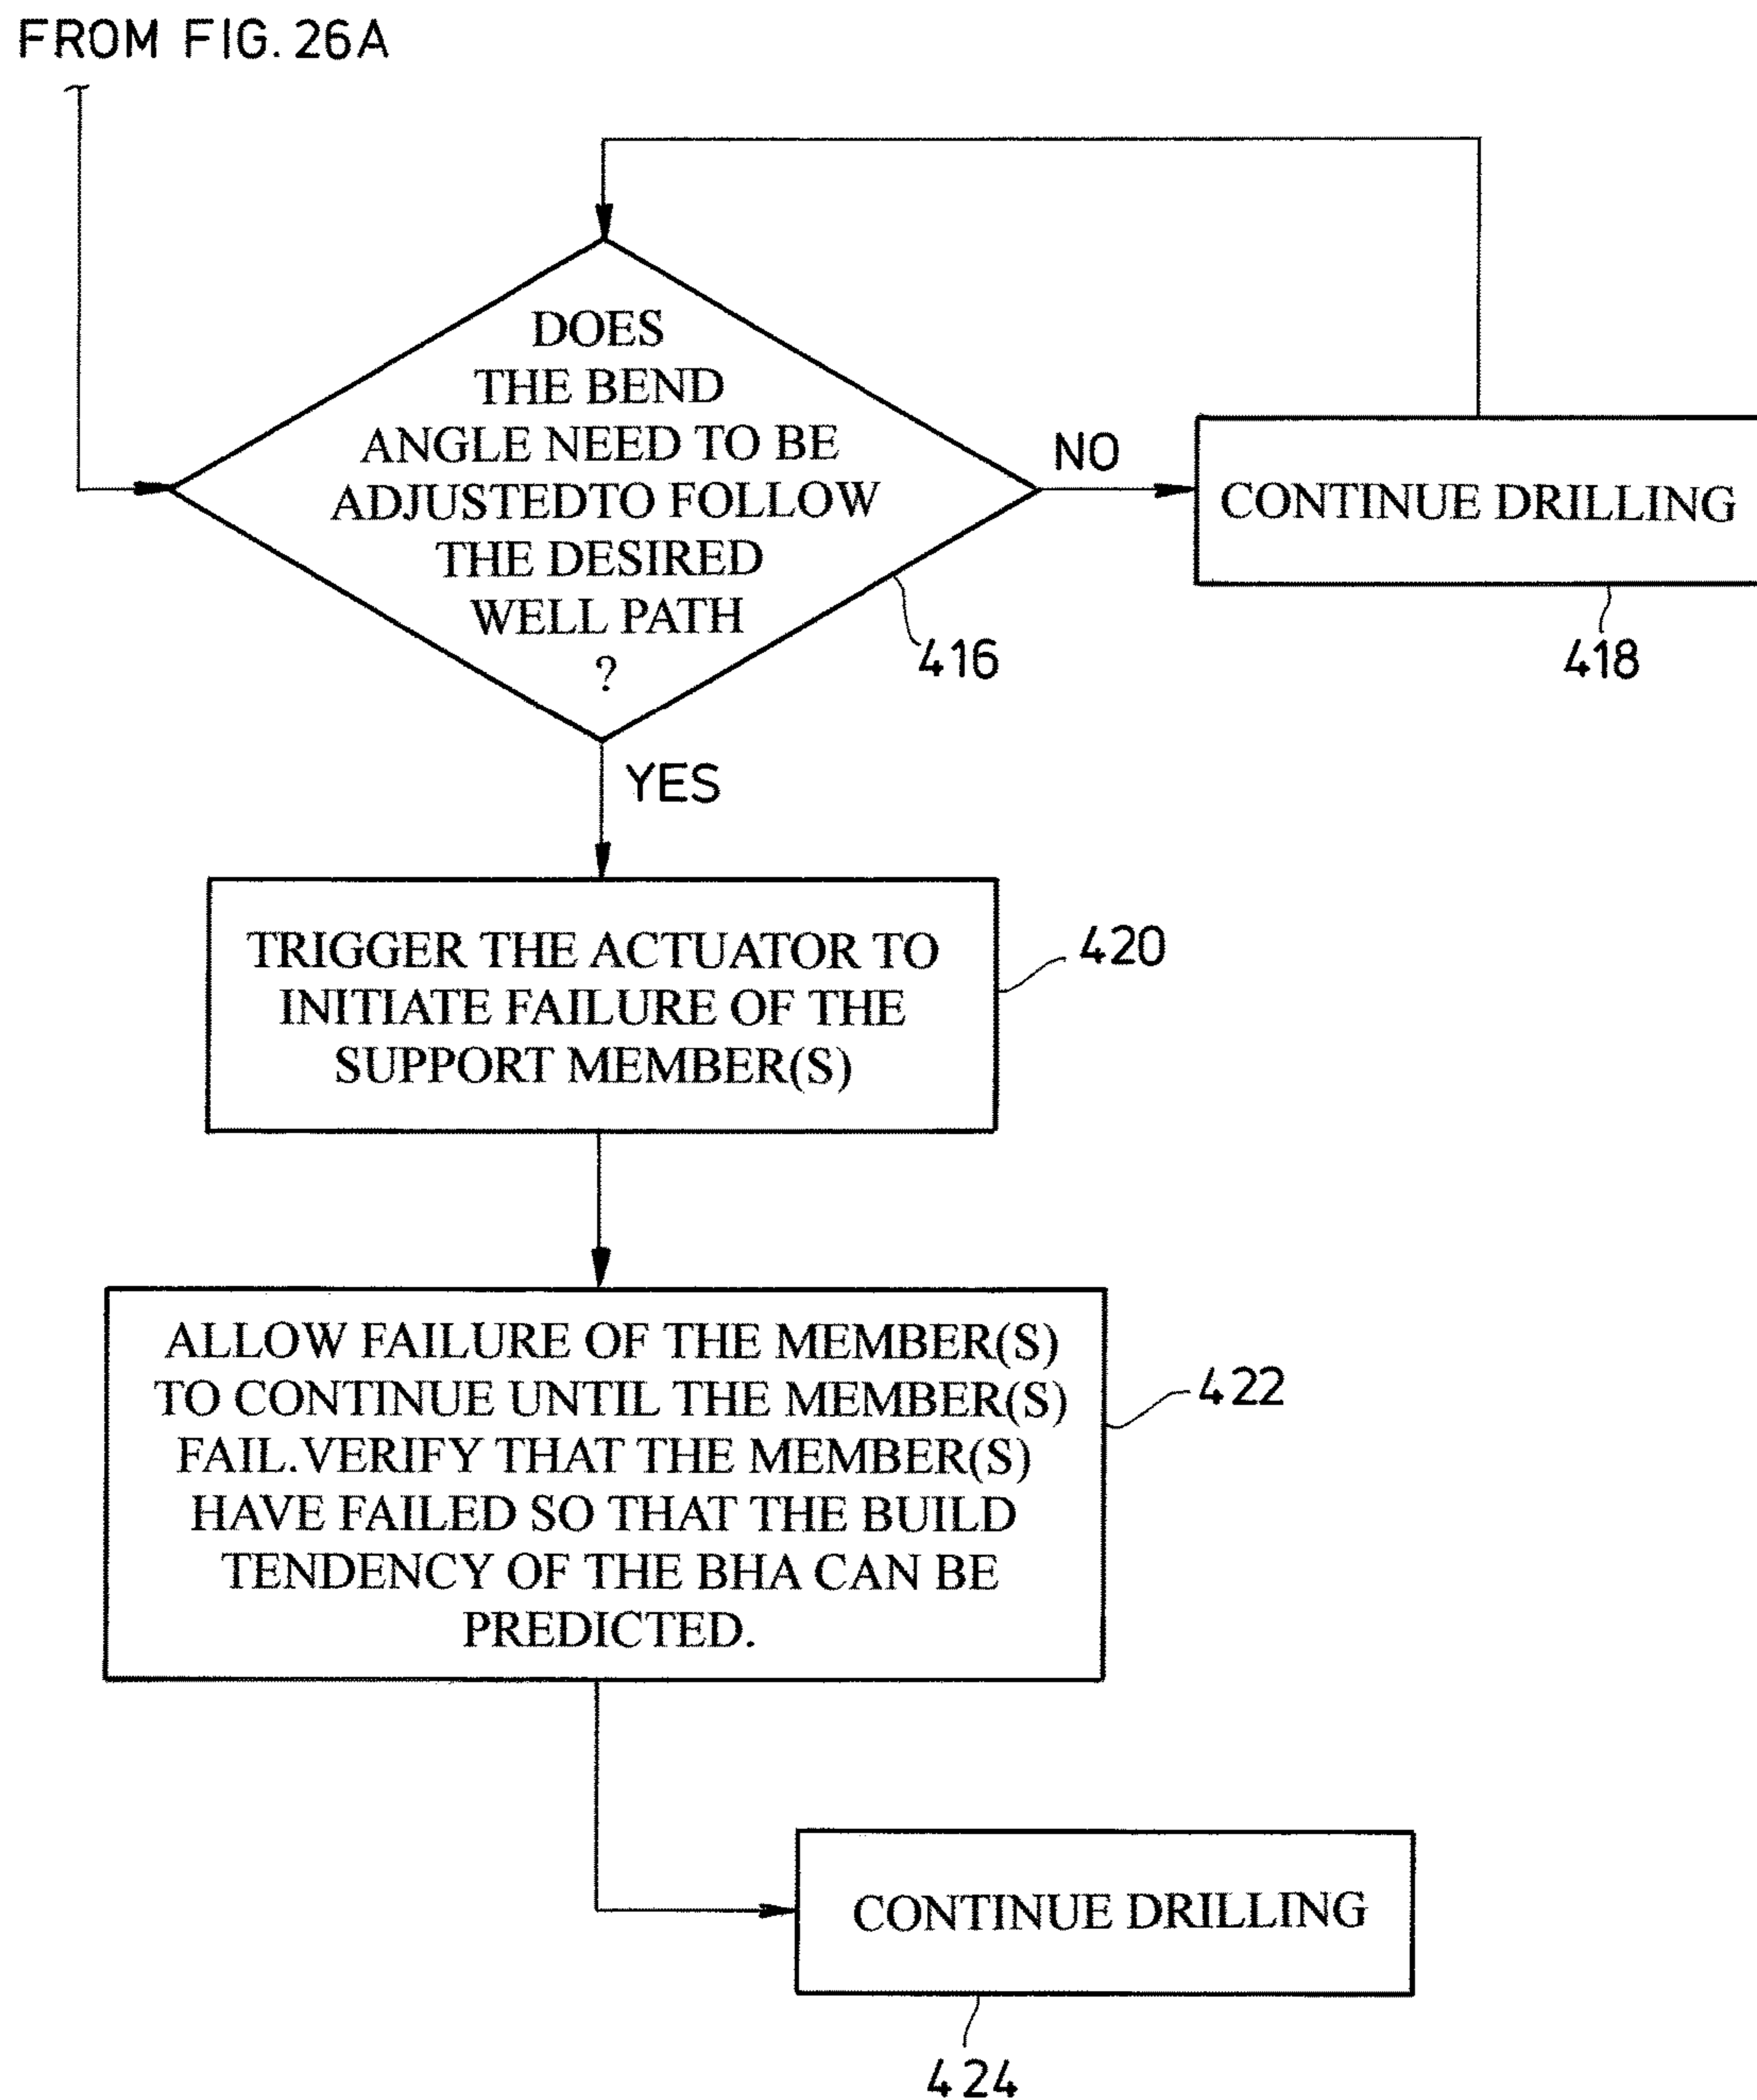 FROM FIG. 26A
DOES
THE BEND
ANGLE NEED TO BE
ADJUSTEDTO FOLLOW
THE DESIRED
WELL PATH
?
416
NO
CONTINUE DRILLING
418
YES
TRIGGER THE ACTUATOR TO
INITIATE FAILURE OF THE
SUPPORT MEMBER(S)
420
ALLOW FAILURE OF THE MEMBER(S)
TO CONTINUE UNTIL THE MEMBER(S)
FAIL.VERIFY THAT THE MEMBER(S)
HAVE FAILED SO THAT THE BUILD
TENDENCY OF THE BHA CAN BE
PREDICTED.
422
CONTINUE DRILLING
424